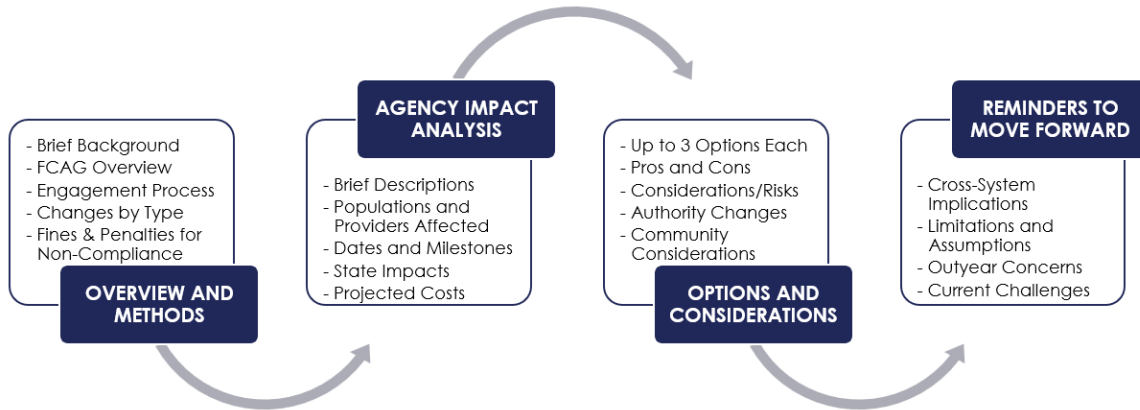 - Brief Background
- FCAG Overview
- Engagement Process
- Changes by Type
- Fines & Penalties for
Non-Compliance
OVERVIEW AND
METHODS
AGENCY IMPACT
ANALYSIS
- Brief Descriptions
- Populations and
Providers Affected
- Dates and Milestones
- State Impacts
- Projected Costs
- Up to 3 Options Each
- Pros and Cons
- Considerations/Risks
- Authority Changes
- Community
Considerations
OPTIONS AND
CONSIDERATIONS
REMINDERS TO
MOVE FORWARD
- Cross-System
Implications
- Limitations and
Assumptions
- Outyear Concerns
- Current Challenges